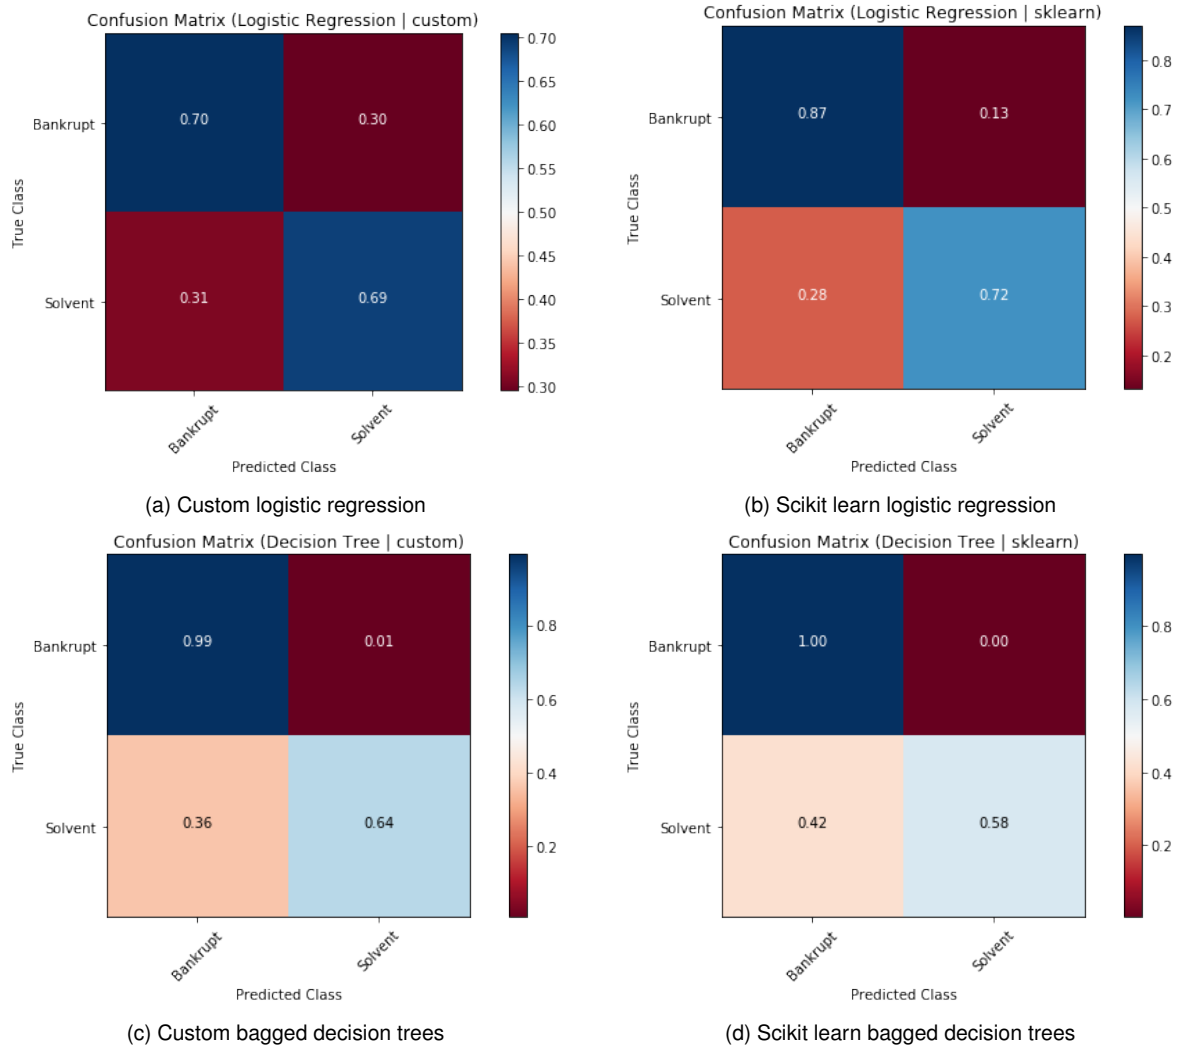 Confusion Matrix (Logistic Regression | custom)
Bankrupt
Solvent
True Class
0.70
0.30
0.31
0.69
Bankrupt
Solvent
Predicted Class
0.70
0.65
0.60
0.55
0.50
0.45
0.40
0.35
0.30
(a) Custom logistic regression
Confusion Matrix (Logistic Regression | sklearn)
Bankrupt
Solvent
True Class
0.87
0.13
0.28
0.72
Bankrupt
Solvent
Predicted Class
0.8
0.7
0.6
0.5
0.4
0.3
0.2
(b) Scikit learn logistic regression
Confusion Matrix (Decision Tree | custom)
Bankrupt
Solvent
True Class
0.99
0.01
0.36
0.64
Bankrupt
Solvent
Predicted Class
0.8
0.6
0.4
0.2
(c) Custom bagged decision trees
Confusion Matrix (Decision Tree | sklearn)
Bankrupt
Solvent
True Class
1.00
0.00
0.42
0.58
Bankrupt
Solvent
Predicted Class
0.8
0.6
0.4
0.2
(d) Scikit learn bagged decision trees